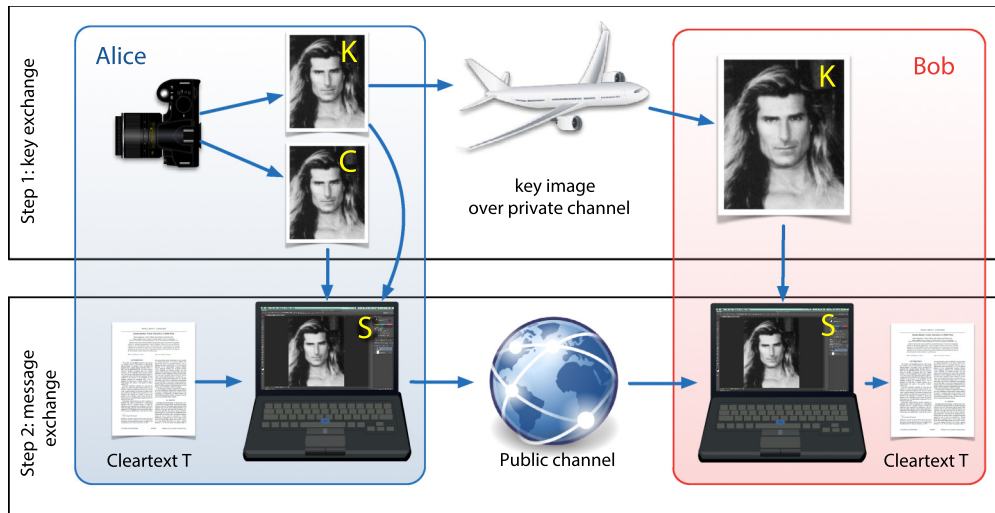 Step 1: key exchange
Alice
K
C
key image
over private channel
K
Bob
Step 2: message
exchange
Cleartext T
S
Public channel
S
Cleartext T